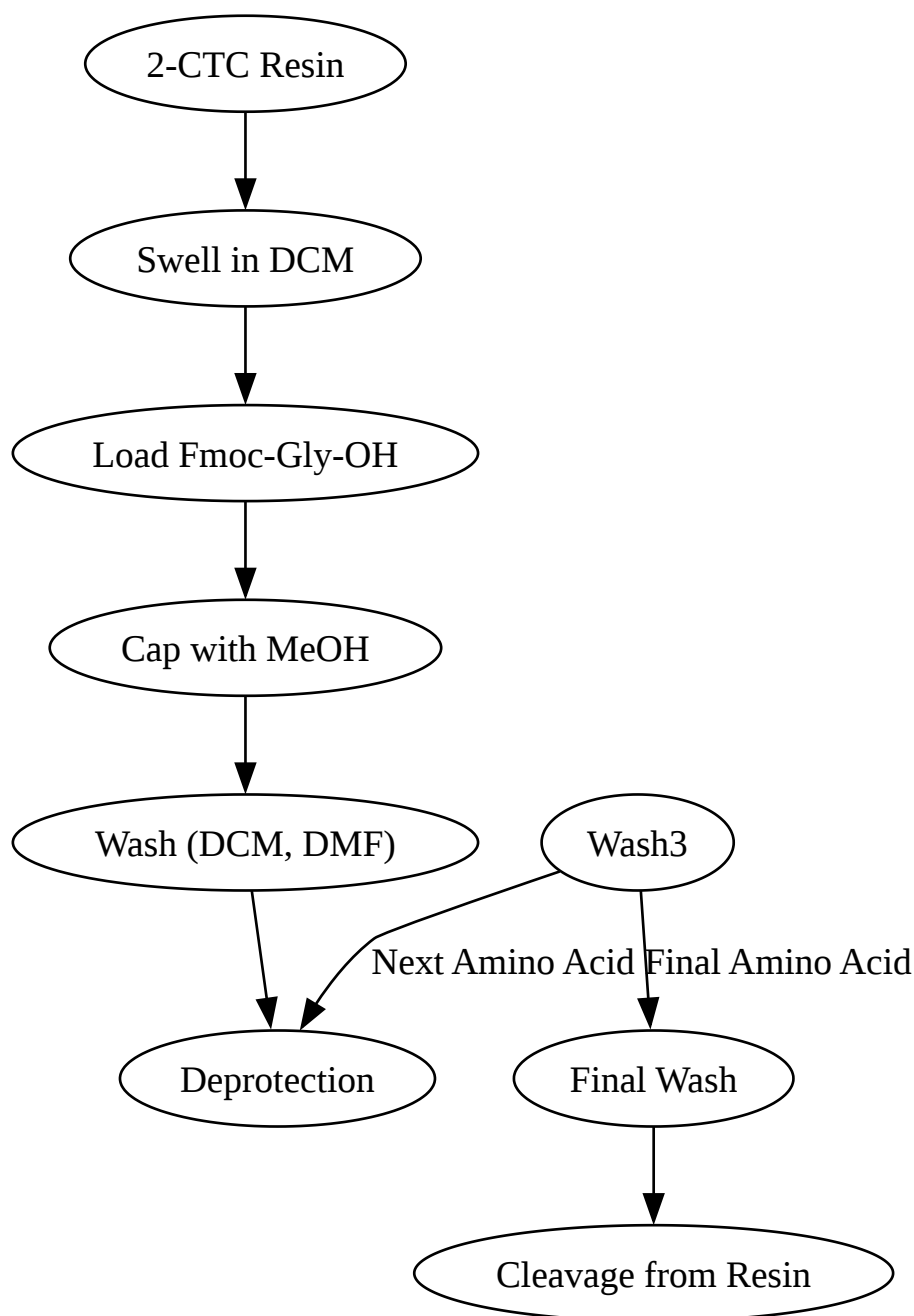 2-CTC Resin
Swell in DCM
Load Fmoc-Gly-OH
Cap with MeOH
Wash (DCM, DMF)
Wash3
Next Amino Acid
Final Amino Acid
Deprotection
Final Wash
Cleavage from Resin